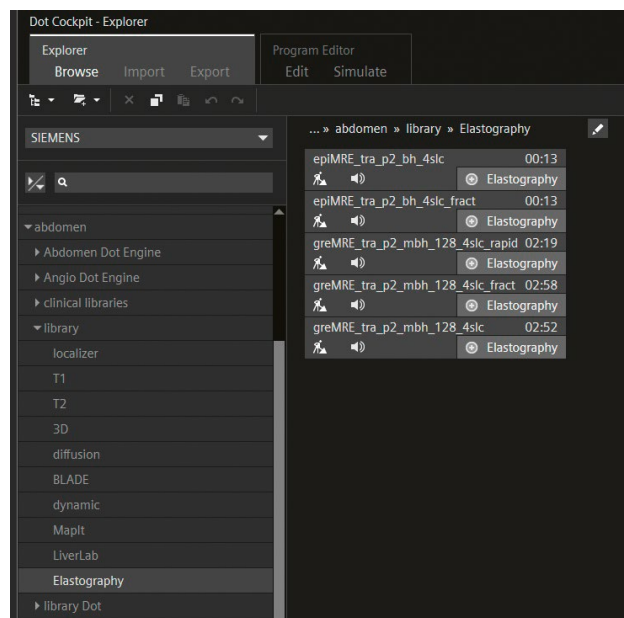 Dot Cockpit - Explorer
Explorer
Browse Import Export
Program Editor
Edit Simulate
SIEMENS
... » abdomen » library » Elastography
abdomen
Abdomen Dot Engine
Angio Dot Engine
clinical libraries
library
localizer
T1
T2
3D
diffusion
BLADE
dynamic
MapIt
LiverLab
Elastography
library Dot
epiMRE_tra_p2_bh_4slc 00:13
Elastography
epiMRE_tra_p2_bh_4slc_fract 00:13
Elastography
greMRE_tra_p2_mbh_128_4slc_rapid 02:19
Elastography
greMRE_tra_p2_mbh_128_4slc_fract 02:58
Elastography
greMRE_tra_p2_mbh_128_4slc 02:52
Elastography